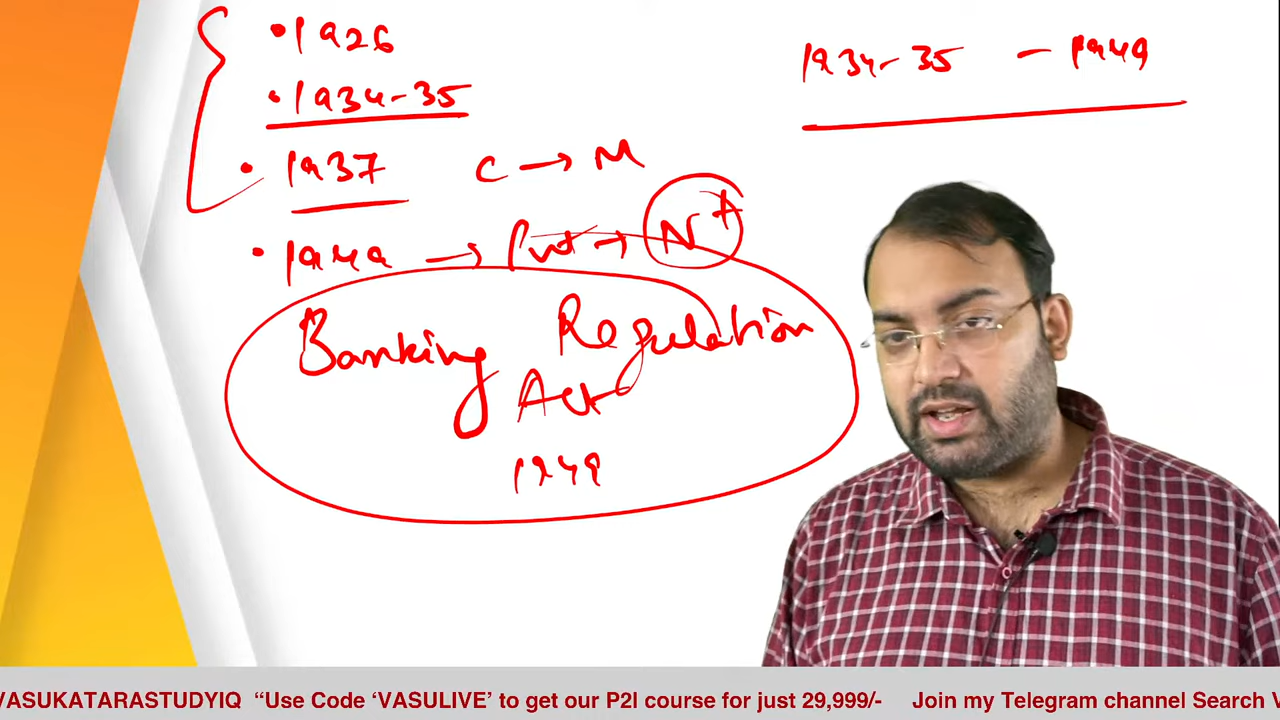 • 1926
• 1934-35
1934-35 - 1949
• 1937 C → M
• 1949 → Pvt → N^n
Banking Regulation
Act
1949
VASUKATARASTUDYIQ “Use Code ‘VASULIVE’ to get our P2I course for just 29,999/- Join my Telegram channel Search V